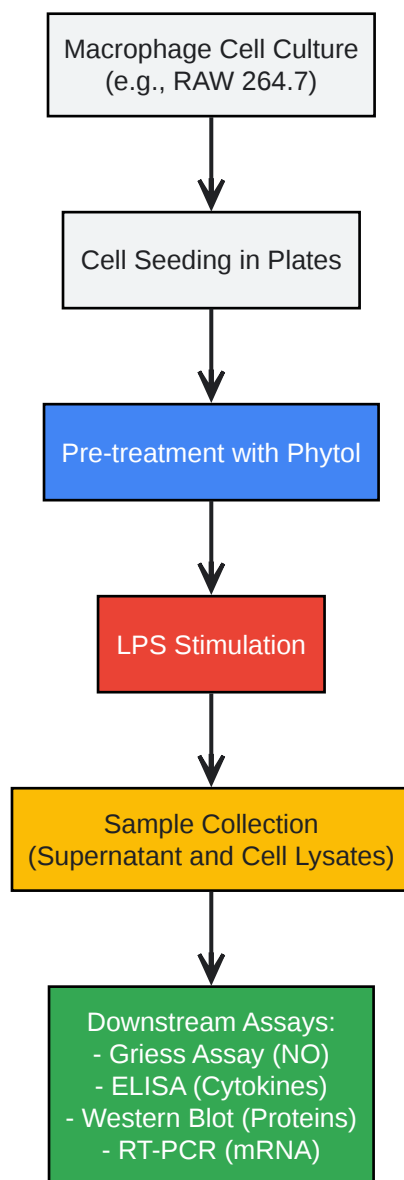 Macrophage Cell Culture
(e.g., RAW 264.7)
Cell Seeding in Plates
Pre-treatment with Phytol
LPS Stimulation
Sample Collection
(Supernatant and Cell Lysates)
Downstream Assays:
- Griess Assay (NO)
- ELISA (Cytokines)
- Western Blot (Proteins)
- RT-PCR (mRNA)